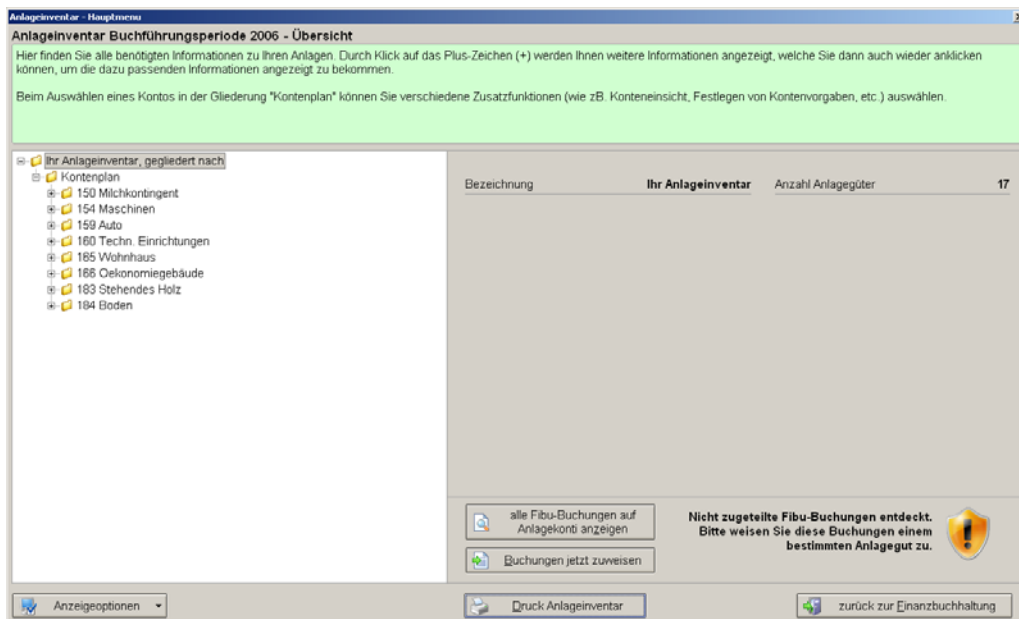 Anlageinventar - Hauptmenu
Anlageinventar Buchführungsperiode 2006 - Übersicht
Hier finden Sie alle benötigten Informationen zu Ihren Anlagen. Durch Klick auf das Plus-Zeichen (+) werden Ihnen weitere Informationen angezeigt, welche Sie dann auch wieder anklicken
können, um die dazu passenden Informationen angezeigt zu bekommen.
Beim Auswählen eines Kontos in der Gliederung "Kontenplan" können Sie verschiedene Zusatzfunktionen (wie zB. Konteneinsicht, Festlegen von Kontenvorgaben, etc.) auswählen.
Ihr Anlageinventar, gegliedert nach
Kontenplan
150 Milchkontingent
154 Maschinen
159 Auto
160 Techn. Einrichtungen
165 Wohnhaus
166 Oekonomiegebäude
183 Stehendes Holz
184 Boden
Bezeichnung Ihr Anlageinventar Anzahl Anlagegüter 17
alle Fibu-Buchungen auf
Anlagekonti anzeigen
Buchungen jetzt zuweisen
Nicht zugeteilte Fibu-Buchungen entdeckt.
Bitte weisen Sie diese Buchungen einem
bestimmten Anlagegut zu.
Anzeigeoptionen Druck Anlageinventar zurück zur Finanzbuchhaltung